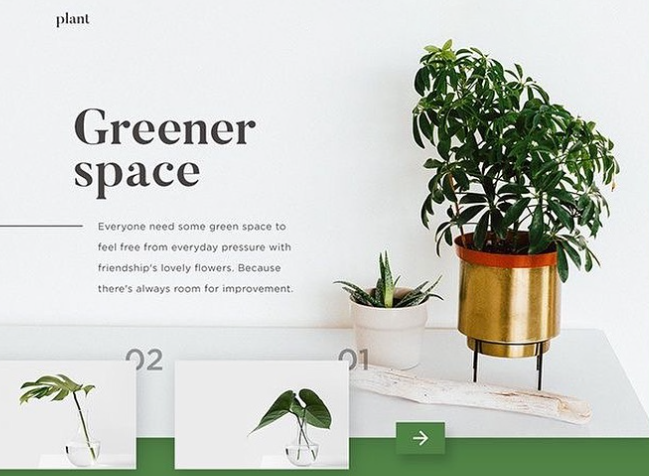 plant
Greener
space
Everyone need some green space to
feel free from everyday pressure with
friendship's lovely flowers. Because
there's always room for improvement.
02
01